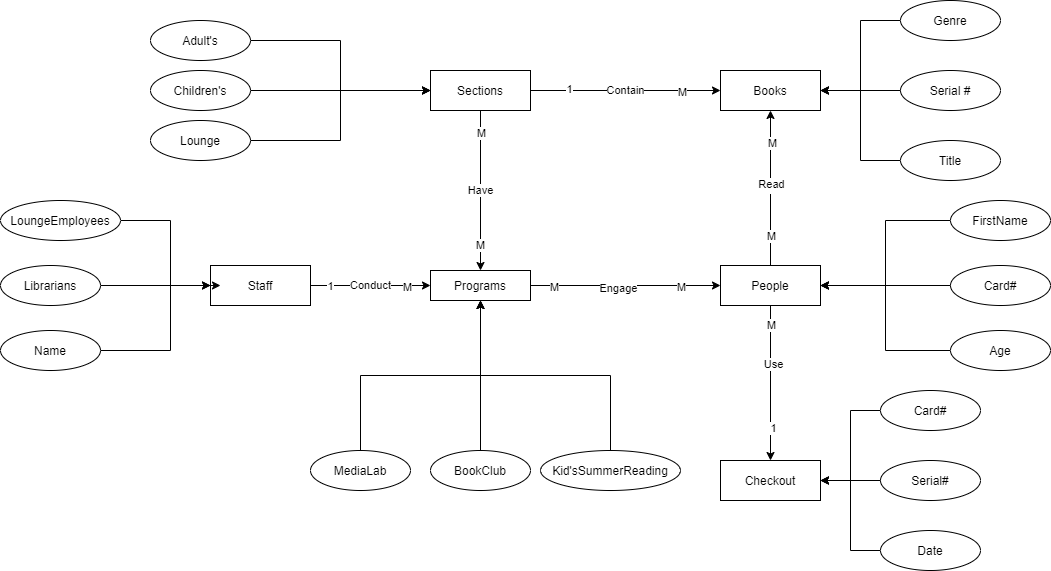 Genre
Adult's
Children's
Sections
1
Contain
M
Books
Serial #
Lounge
M
M
Title
Have
Read
LoungeEmployees
FirstName
M
M
Librarians
Staff
1
Conduct
M
Programs
M
Engage
M
People
Card#
M
Name
Use
Age
Card#
1
MediaLab
BookClub
Kid'sSummerReading
Checkout
Serial#
Date